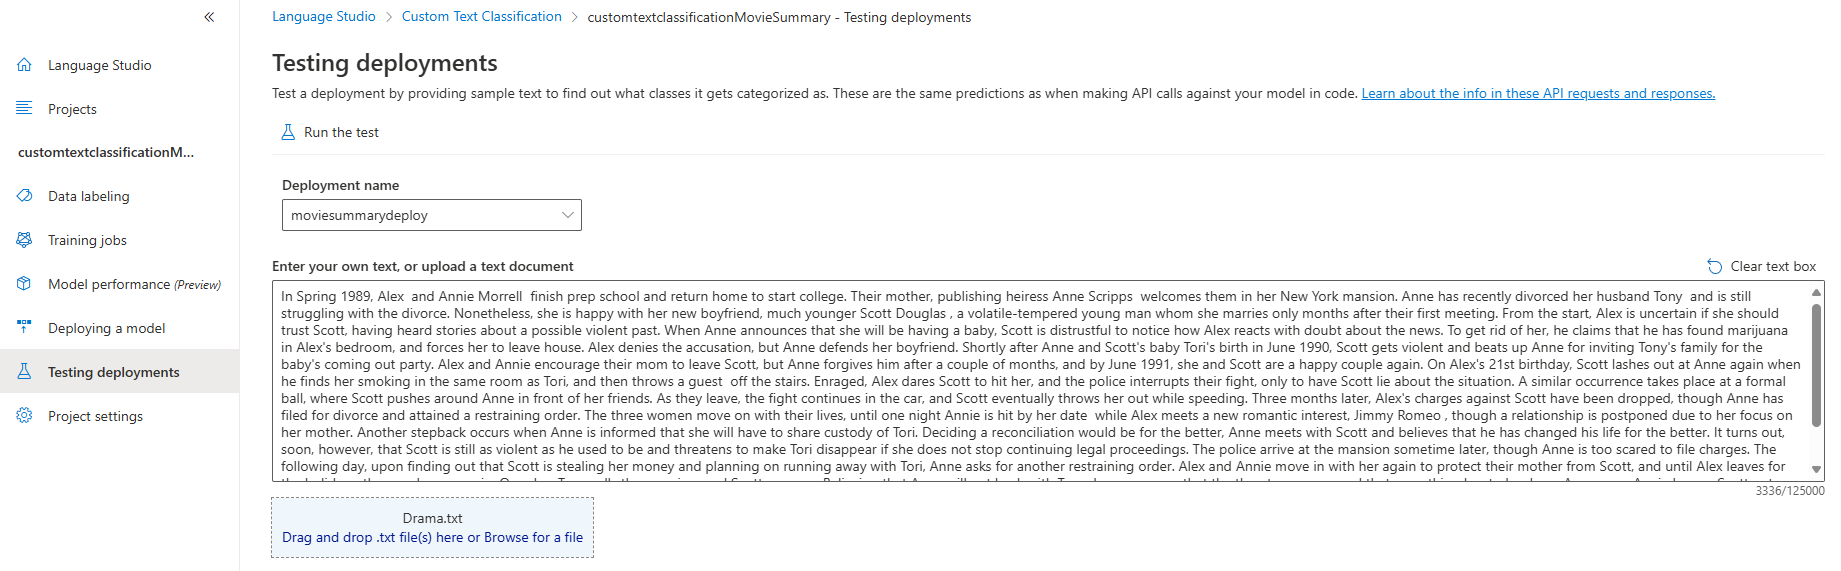 Language Studio > Custom Text Classification > customtextclassificationMovieSummary - Testing deployments
Language Studio
Projects
customtextclassificationM...
Data labeling
Training jobs
Model performance (Preview)
Deploying a model
Testing deployments
Project settings
Testing deployments
Test a deployment by providing sample text to find out what classes it gets categorized as. These are the same predictions as when making API calls against your model in code. Learn about the info in these API requests and responses.
Run the test
Deployment name
moviesummarydeploy
Enter your own text, or upload a text document
Clear text box
In Spring 1989, Alex  and Annie Morrell  finish prep school and return home to start college. Their mother, publishing heiress Anne Scripps  welcomes them in her New York mansion. Anne has recently divorced her husband Tony  and is still
struggling with the divorce. Nonetheless, she is happy with her new boyfriend, much younger Scott Douglas , a volatile-tempered young man whom she marries only months after their first meeting. From the start, Alex is uncertain if she should
trust Scott, having heard stories about a possible violent past. When Anne announces that she will be having a baby, Scott is distrustful to notice how Alex reacts with doubt about the news. To get rid of her, he claims that he has found marijuana
in Alex's bedroom, and forces her to leave house. Alex denies the accusation, but Anne defends her boyfriend. Shortly after Anne and Scott's baby Tori's birth in June 1990, Scott gets violent and beats up Anne for inviting Tony's family for the
baby's coming out party. Alex and Annie encourage their mom to leave Scott, but Anne forgives him after a couple of months, and by June 1991, she and Scott are a happy couple again. On Alex's 21st birthday, Scott lashes out at Anne again when
he finds her smoking in the same room as Tori, and then throws a guest  off the stairs. Enraged, Alex dares Scott to hit her, and the police interrupts their fight, only to have Scott lie about the situation. A similar occurrence takes place at a formal
ball, where Scott pushes around Anne in front of her friends. As they leave, the fight continues in the car, and Scott eventually throws her out while speeding. Three months later, Alex's charges against Scott have been dropped, though Anne has
filed for divorce and attained a restraining order. The three women move on with their lives, until one night Annie is hit by her date  while Alex meets a new romantic interest, Jimmy Romeo , though a relationship is postponed due to her focus on
her mother. Another stepback occurs when Anne is informed that she will have to share custody of Tori. Deciding a reconciliation would be for the better, Anne meets with Scott and believes that he has changed his life for the better. It turns out,
soon, however, that Scott is still as violent as he used to be and threatens to make Tori disappear if she does not stop continuing legal proceedings. The police arrive at the mansion sometime later, though Anne is too scared to file charges. The
following day, upon finding out that Scott is stealing her money and planning on running away with Tori, Anne asks for another restraining order. Alex and Annie move in with her again to protect their mother from Scott, and until Alex leaves for
3336/125000
Drama.txt
Drag and drop .txt file(s) here or Browse for a file